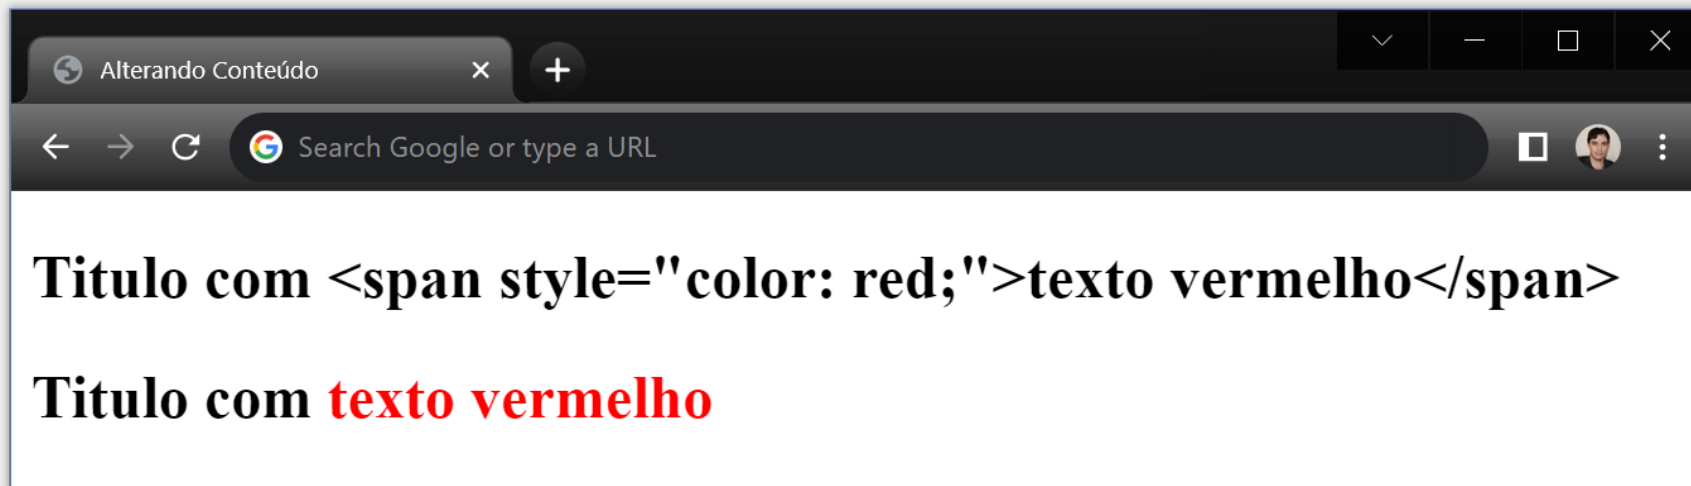 Alterando Conteúdo
Search Google or type a URL
Titulo com <span style="color: red;">texto vermelho</span>
Titulo com texto vermelho